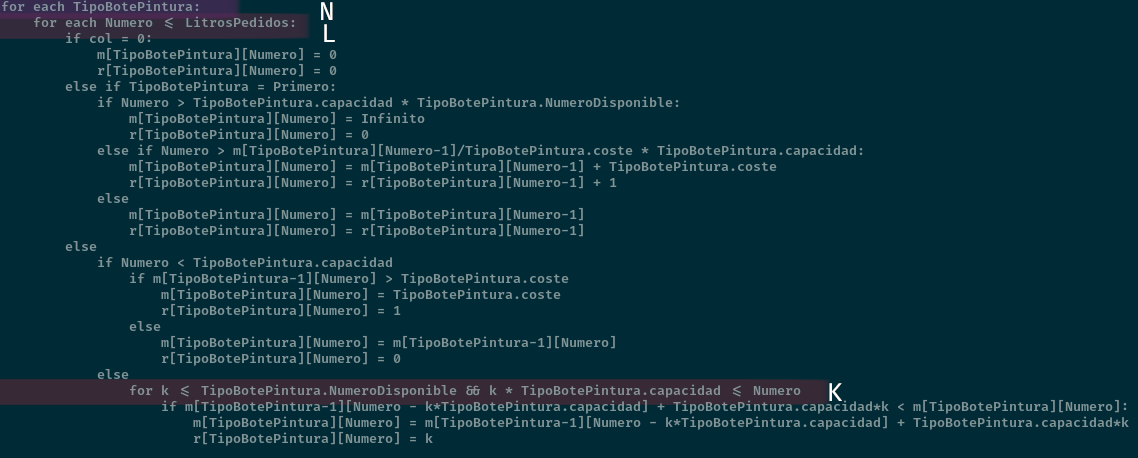 for each TipoBotePintura:
N
    for each Numero <= LitrosPedidos:
L
        if col = 0:
            m[TipoBotePintura][Numero] = 0
            r[TipoBotePintura][Numero] = 0
        else if TipoBotePintura = Primero:
            if Numero > TipoBotePintura.capacidad * TipoBotePintura.NumeroDisponible:
                m[TipoBotePintura][Numero] = Infinito
                r[TipoBotePintura][Numero] = 0
            else if Numero > m[TipoBotePintura][Numero-1]/TipoBotePintura.coste * TipoBotePintura.capacidad:
                m[TipoBotePintura][Numero] = m[TipoBotePintura][Numero-1] + TipoBotePintura.coste
                r[TipoBotePintura][Numero] = r[TipoBotePintura][Numero-1] + 1
            else
                m[TipoBotePintura][Numero] = m[TipoBotePintura][Numero-1]
                r[TipoBotePintura][Numero] = r[TipoBotePintura][Numero-1]
        else
            if Numero < TipoBotePintura.capacidad
                if m[TipoBotePintura-1][Numero] > TipoBotePintura.coste
                    m[TipoBotePintura][Numero] = TipoBotePintura.coste
                    r[TipoBotePintura][Numero] = 1
                else
                    m[TipoBotePintura][Numero] = m[TipoBotePintura-1][Numero]
                    r[TipoBotePintura][Numero] = 0
            else
                for k <= TipoBotePintura.NumeroDisponible && k * TipoBotePintura.capacidad <= Numero
K
                    if m[TipoBotePintura-1][Numero - k*TipoBotePintura.capacidad] + TipoBotePintura.capacidad*k < m[TipoBotePintura][Numero]:
                        m[TipoBotePintura][Numero] = m[TipoBotePintura-1][Numero - k*TipoBotePintura.capacidad] + TipoBotePintura.capacidad*k
                        r[TipoBotePintura][Numero] = k